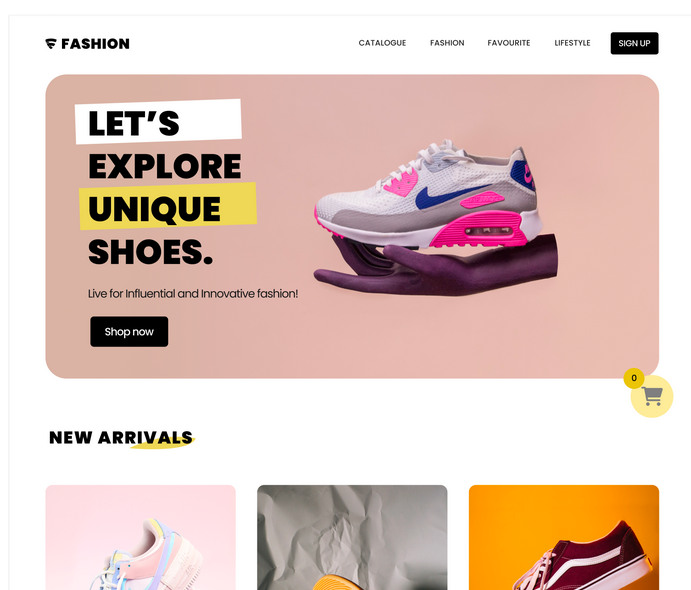 FASHION
CATALOGUE FASHION FAVOURITE LIFESTYLE SIGN UP
LET’S
EXPLORE
UNIQUE
SHOES.
Live for Influential and Innovative fashion!
Shop now
0
NEW ARRIVALS